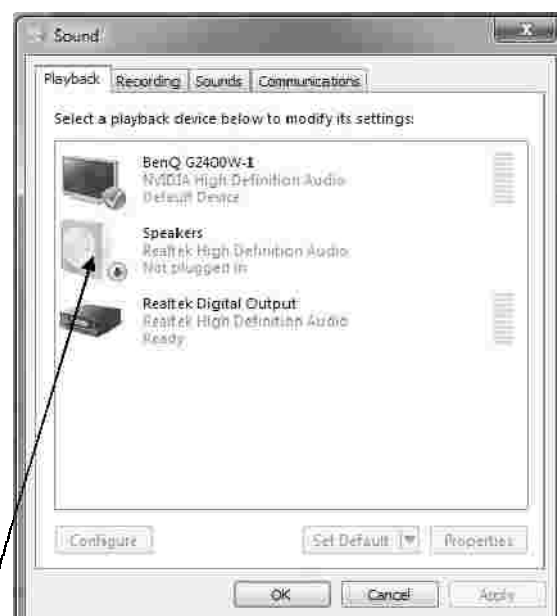 Sound
Playback Recording Sounds Communications
Select a playback device below to modify its settings:
BenQ G2400W-1
NVIDIA High Definition Audio
Default Device
Speakers
Realtek High Definition Audio
Not plugged in
Realtek Digital Output
Realtek High Definition Audio
Ready
Configure Set Default Properties
OK Cancel Apply